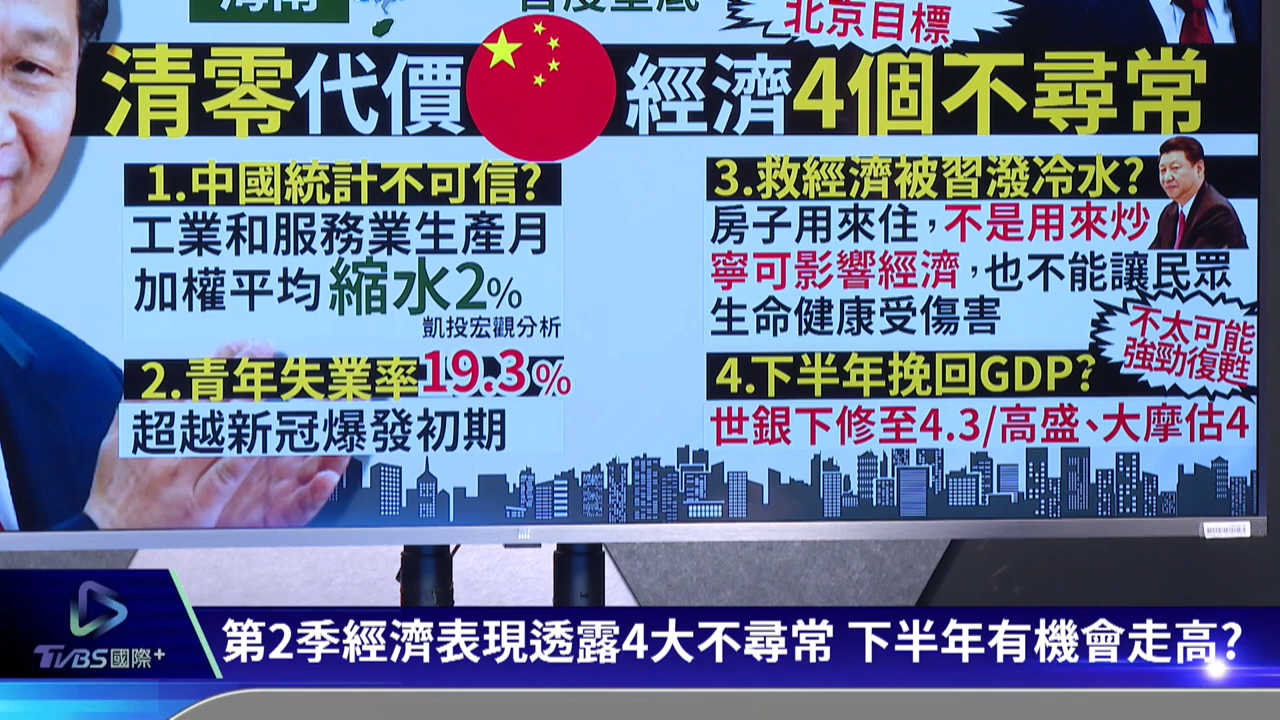 北京目標
清零代價 經濟4個不尋常
1.中國統計不可信?
工業和服務業生產月
加權平均縮水2%
凱投宏觀分析
2.青年失業率19.3%
超越新冠爆發初期
3.救經濟被習潑冷水?
房子用來住,不是用來炒
寧可影響經濟,也不能讓民眾
生命健康受傷害
不太可能
強勁復甦
4.下半年挽回GDP?
世銀下修至4.3/高盛、大摩估4
TVBS國際+
第2季經濟表現透露4大不尋常 下半年有機會走高?